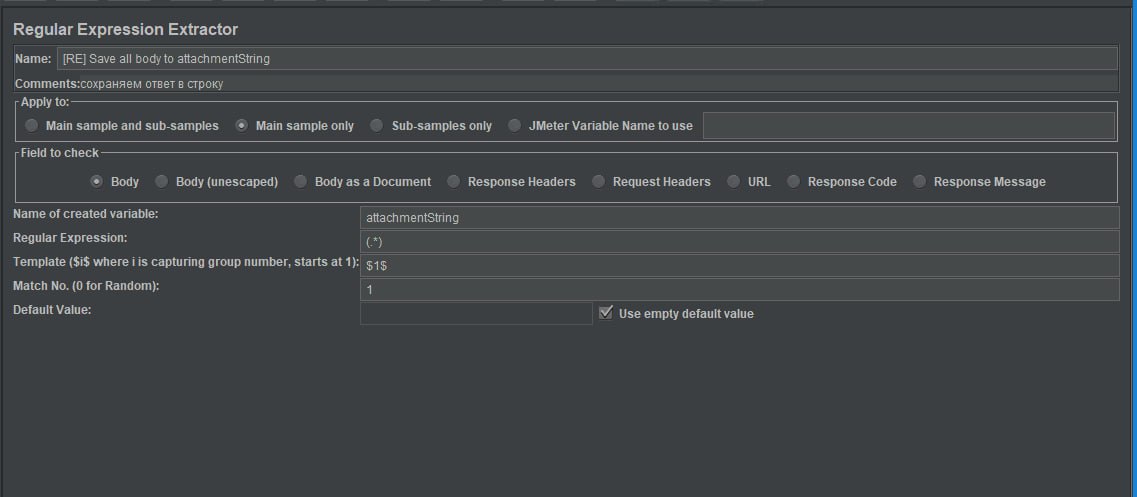 Regular Expression Extractor
Name: [RE] Save all body to attachmentString
Comments: сохраняем ответ в строку
Apply to:
Main sample and sub-samples Main sample only Sub-samples only JMeter Variable Name to use
Field to check
Body Body (unescaped) Body as a Document Response Headers Request Headers URL Response Code Response Message
Name of created variable: attachmentString
Regular Expression: (.*)
Template ($i$ where i is capturing group number, starts at 1): $1$
Match No. (0 for Random): 1
Default Value: Use empty default value